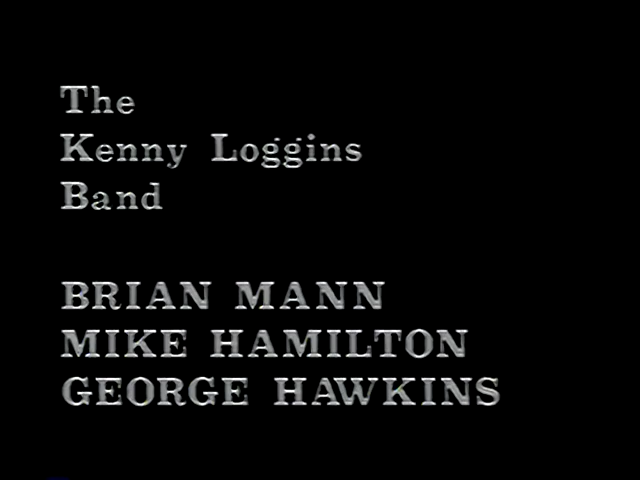 The
Kenny Loggins
Band
BRIAN MANN
MIKE HAMILTON
GEORGE HAWKINS